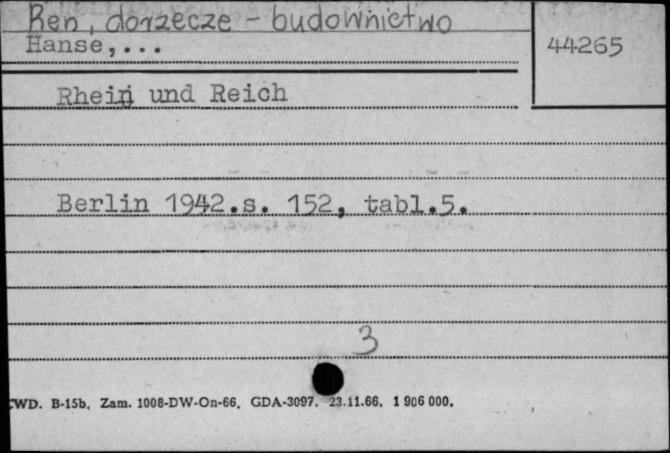 Ren, dorzecze - budownictwo
Hanse,...
44265
Rhein und Reich
Berlin 1942.s. 152, tabl.5.
3
CWD. B-15b. Zam. 1008-DW-On-66. GDA-3097. 23.11.66. 1 906 000.